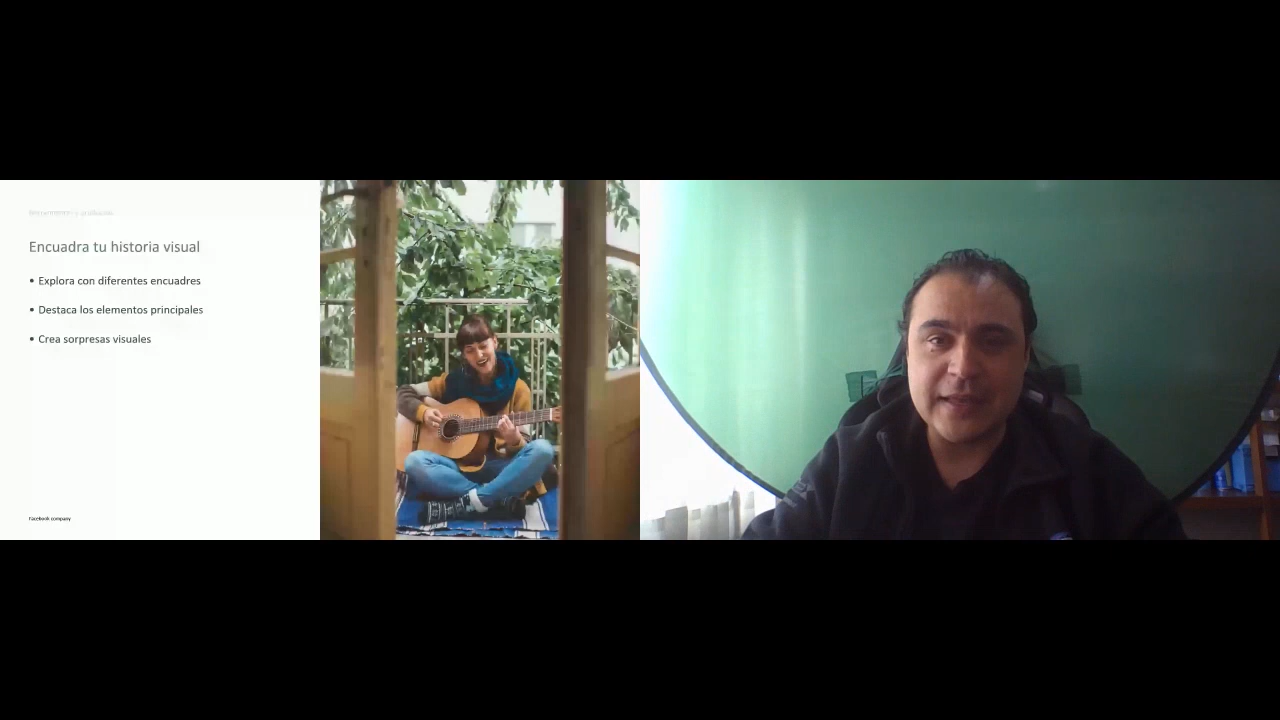 Encuadra tu historia visual
• Explora con diferentes encuadres
• Destaca los elementos principales
• Crea sorpresas visuales
Facebook company